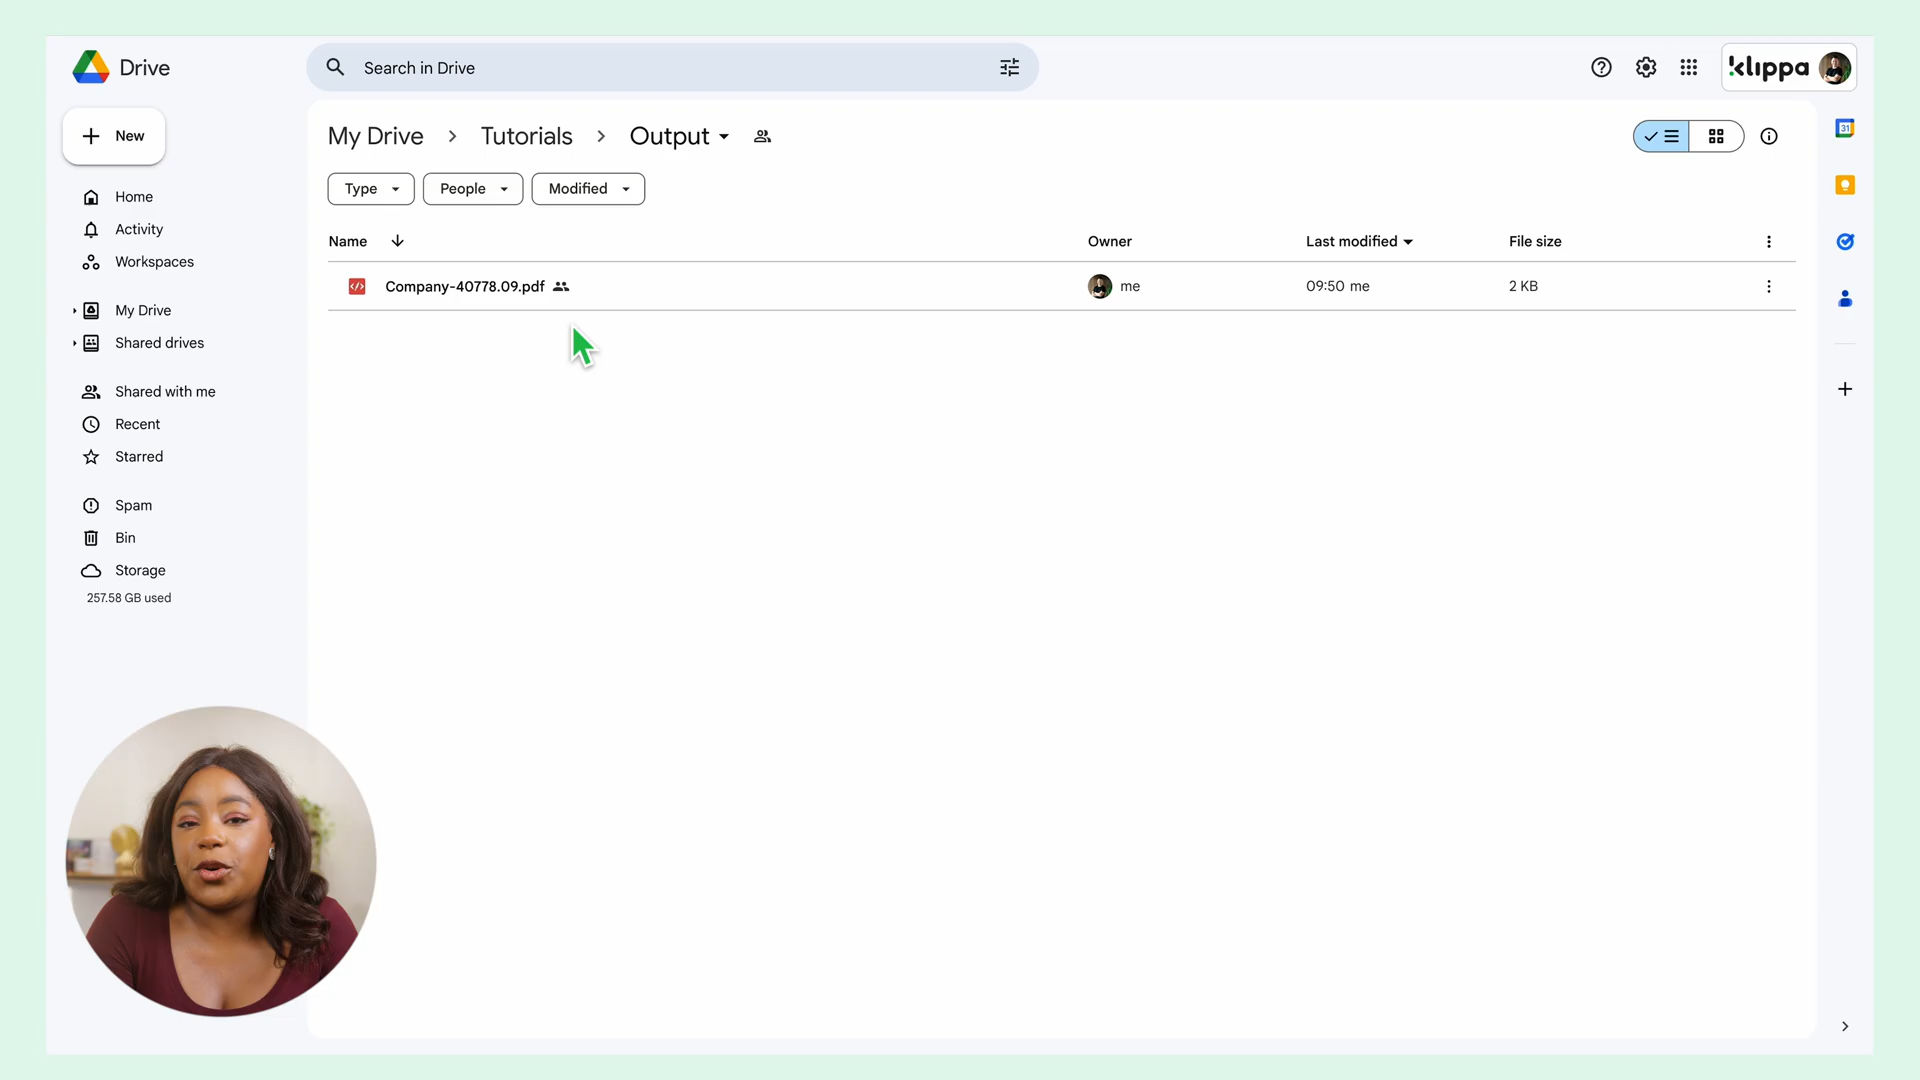 Drive
Search in Drive
klippa
New
My Drive
Tutorials
Output
Type
People
Modified
Name
Owner
Last modified
File size
Company-40778.09.pdf
me
09:50 me
2 KB
Home
Activity
Workspaces
My Drive
Shared drives
Shared with me
Recent
Starred
Spam
Bin
Storage
257.58 GB used
31